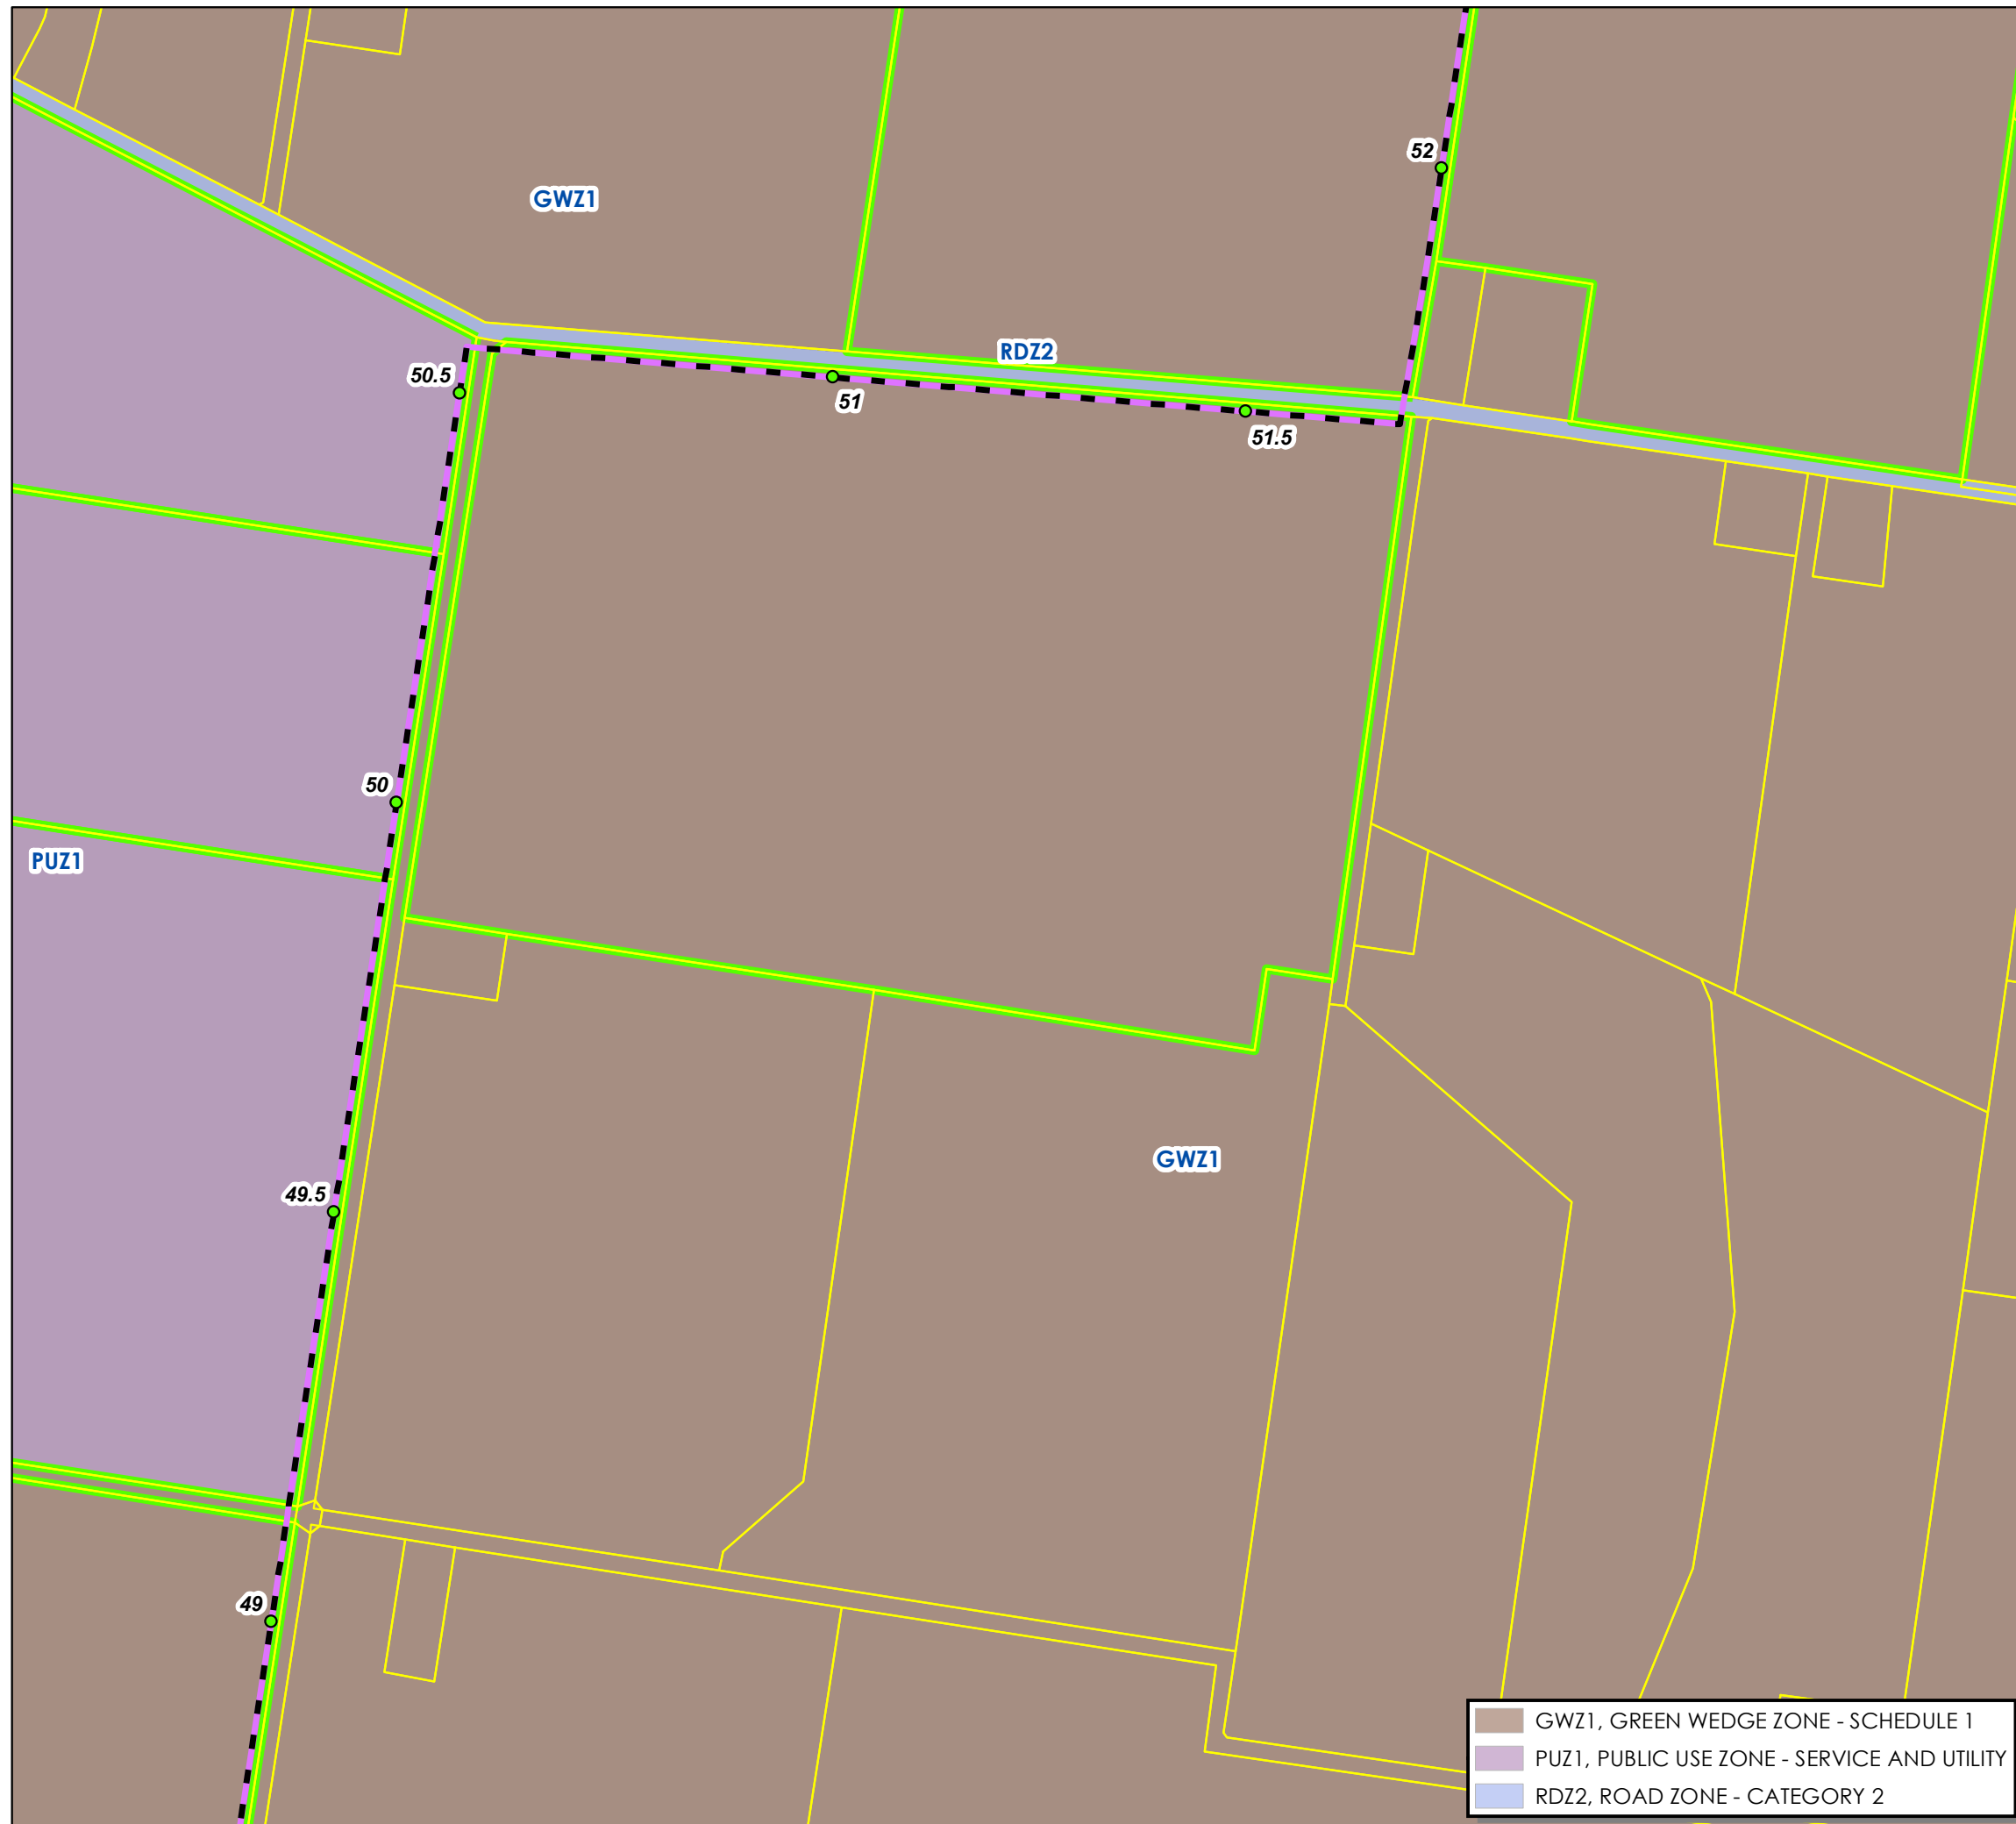 52
GWZ1
RDZ2
50.5
51
51.5
50
PUZ1
GWZ1
49.5
49
GWZ1, GREEN WEDGE ZONE - SCHEDULE 1
PUZ1, PUBLIC USE ZONE - SERVICE AND UTILITY
RDZ2, ROAD ZONE - CATEGORY 2